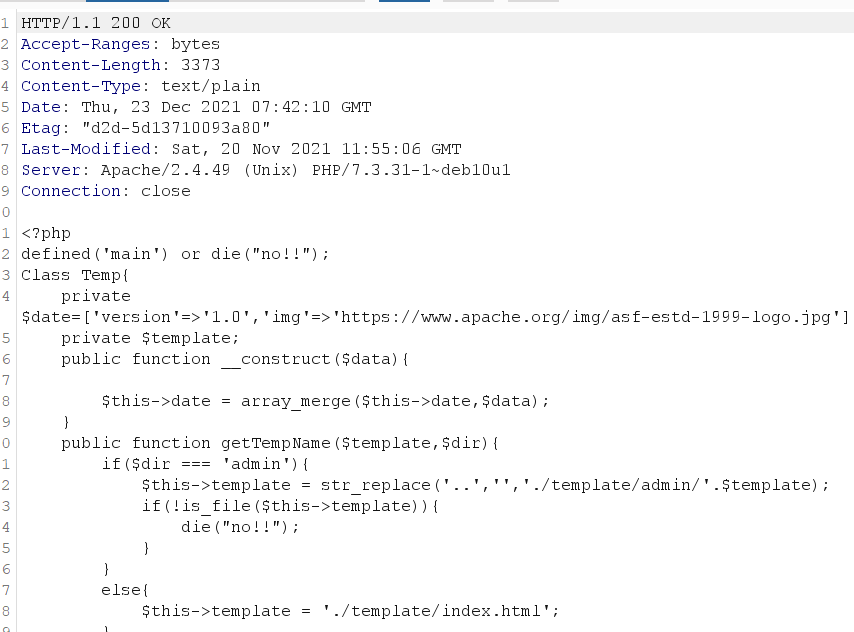 1 HTTP/1.1 200 OK
2 Accept-Ranges: bytes
3 Content-Length: 3373
4 Content-Type: text/plain
5 Date: Thu, 23 Dec 2021 07:42:10 GMT
6 Etag: "d2d-5d13710093a80"
7 Last-Modified: Sat, 20 Nov 2021 11:55:06 GMT
8 Server: Apache/2.4.49 (Unix) PHP/7.3.31-1~deb10u1
9 Connection: close
0
1 <?php
2 defined('main') or die("no!!");
3 Class Temp{
4     private
$date=['version'=>'1.0','img'=>'https://www.apache.org/img/asf-estd-1999-logo.jpg']
5     private $template;
6     public function __construct($data){
7
8         $this->date = array_merge($this->date,$data);
9     }
0     public function getTempName($template,$dir){
1         if($dir === 'admin'){
2             $this->template = str_replace('..','','./template/admin/'.$template);
3             if(!is_file($this->template)){
4                 die("no!!");
5             }
6         }
7         else{
8             $this->template = './template/index.html';
9         }